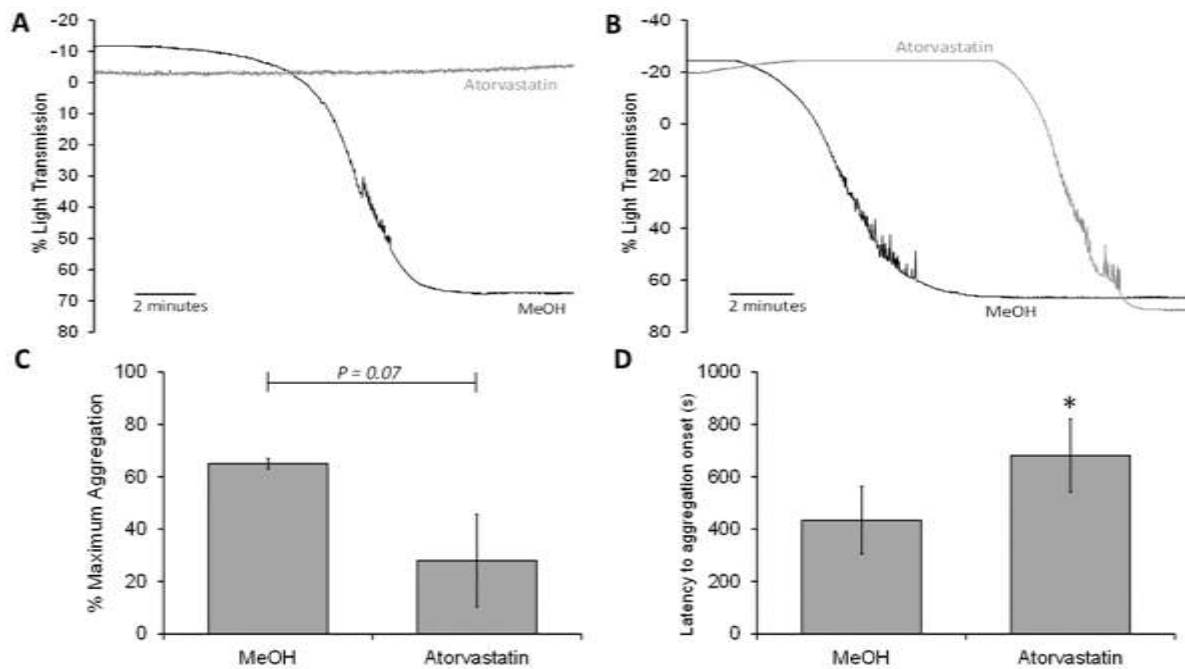 A
-20
-10
0
10
20
30
40
50
60
70
80
% Light Transmission
Atorvastatin
2 minutes
MeOH
B
-40
-20
0
20
40
60
80
% Light Transmission
Atorvastatin
2 minutes
MeOH
C
100
80
60
40
20
0
% Maximum Aggregation
P = 0.07
MeOH
Atorvastatin
D
1000
800
600
400
200
0
Latency to aggregation onset (s)
*
MeOH
Atorvastatin